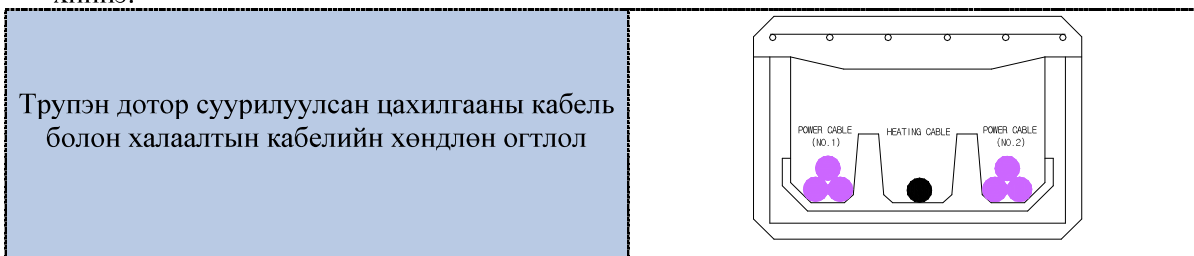 Трупэн дотор суурилуулсан цахилгааны кабель
болон халаалтын кабелийн хөндлөн огтлол
POWER CABLE
(NO.1)
HEATING CABLE
POWER CABLE
(NO.2)